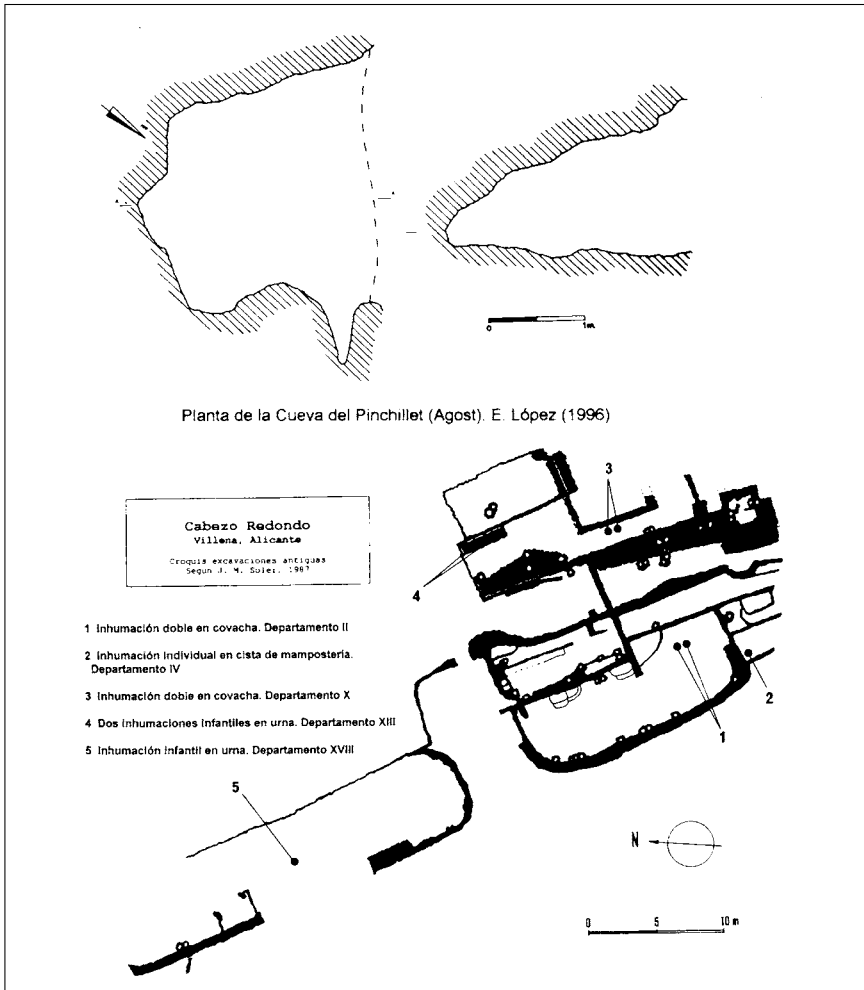 0 1m
Planta de la Cueva del Pinchillet (Agost). E. López (1996)
3
Cabezo Redondo
Villena, Alicante
Croquis excavaciones antiguas
Segun J. M. Soler. 1987
4
1 Inhumación doble en covacha. Departamento II
2 Inhumación Individual en cista de mampostería.
Departamento IV
3 Inhumación doble en covacha. Departamento X
4 Dos Inhumaciones Infantiles en urna. Departamento XIII
5 Inhumación Infantil en urna. Departamento XVIII
2
1
5
N
0 5 10 m